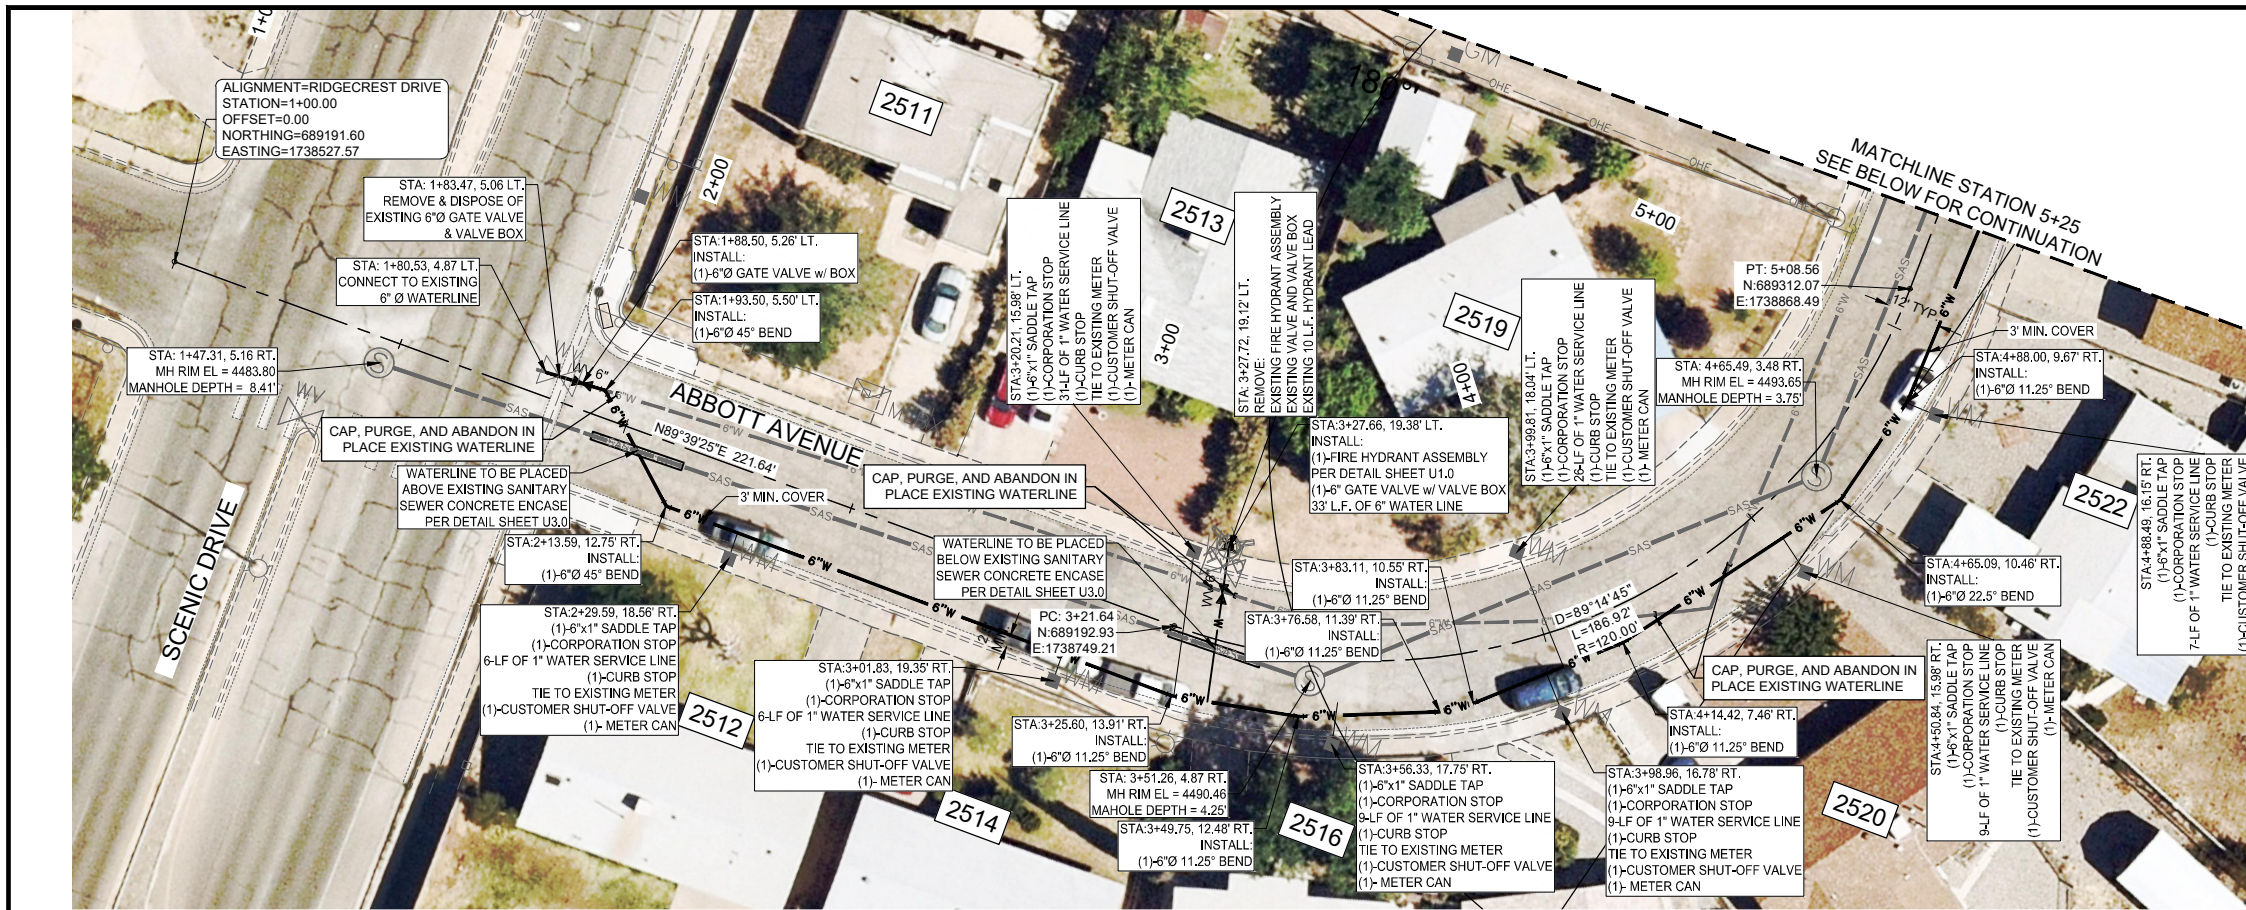 ALIGNMENT=RIDGECREST DRIVE
STATION=1+00.00
OFFSET=0.00
NORTHING=689191.60
EASTING=1738527.57
STA: 1+83.47, 5.06 LT.
REMOVE & DISPOSE OF
EXISTING 6"Ø GATE VALVE
& VALVE BOX
STA: 1+80.53, 4.87 LT.
CONNECT TO EXISTING
6" Ø WATERLINE
STA: 1+47.31, 5.16 RT.
MH RIM EL = 4483.80
MANHOLE DEPTH = 8.41'
CAP, PURGE, AND ABANDON IN
PLACE EXISTING WATERLINE
WATERLINE TO BE PLACED
ABOVE EXISTING SANITARY
SEWER CONCRETE ENCASE
PER DETAIL SHEET U3.0
STA:2+13.59, 12.75' RT.
INSTALL:
(1)-6"Ø 45° BEND
SCENIC DRIVE
2+00
STA:1+88.50, 5.26' LT.
INSTALL:
(1)-6"Ø GATE VALVE w/ BOX
STA:1+93.50, 5.50' LT.
INSTALL:
(1)-6"Ø 45° BEND
ABBOTT AVENUE
N89°39'25"E 221.64'
3' MIN. COVER
2511
2513
2519
2522
2512
2514
2516
2520
3+00
4+00
5+00
STA:3+20.21, 15.98' LT.
(1)-6"x1" SADDLE TAP
(1)-CORPORATION STOP
31-LF OF 1" WATER SERVICE LINE
(1)-CURB STOP
TIE TO EXISTING METER
(1)-CUSTOMER SHUT-OFF VALVE
(1)- METER CAN
STA: 3+27.72, 19.12' LT.
REMOVE:
EXISTING FIRE HYDRANT ASSEMBLY
EXISTING VALVE AND VALVE BOX
EXISTING 10 L.F. HYDRANT LEAD
STA:3+27.66, 19.38' LT.
INSTALL:
(1)-FIRE HYDRANT ASSEMBLY
PER DETAIL SHEET U1.0
(1)-6" GATE VALVE w/ VALVE BOX
33' L.F. OF 6" WATER LINE
STA:3+99.81, 18.04' LT.
(1)-6"x1" SADDLE TAP
(1)-CORPORATION STOP
26-LF OF 1" WATER SERVICE LINE
(1)-CURB STOP
TIE TO EXISTING METER
(1)-CUSTOMER SHUT-OFF VALVE
(1)- METER CAN
MATCHLINE STATION 5+25
SEE BELOW FOR CONTINUATION
PT: 5+08.56
N:689312.07
E:1738868.49
12' TYP.
3' MIN. COVER
STA:4+88.00, 9.67' RT.
INSTALL:
(1)-6"Ø 11.25° BEND
STA: 4+65.49, 3.48 RT.
MH RIM EL = 4493.65
MANHOLE DEPTH = 3.75'
CAP, PURGE, AND ABANDON IN
PLACE EXISTING WATERLINE
WATERLINE TO BE PLACED
BELOW EXISTING SANITARY
SEWER CONCRETE ENCASE
PER DETAIL SHEET U3.0
STA:3+83.11, 10.55' RT.
INSTALL:
(1)-6"Ø 11.25° BEND
STA:3+76.58, 11.39' RT.
INSTALL:
(1)-6"Ø 11.25° BEND
D=89°14'45"
L=186.92'
R=120.00'
STA:4+65.09, 10.46' RT.
INSTALL:
(1)-6"Ø 22.5° BEND
STA:4+88.49, 16.15' RT.
(1)-6"x1" SADDLE TAP
(1)-CORPORATION STOP
7-LF OF 1" WATER SERVICE LINE
(1)-CURB STOP
TIE TO EXISTING METER
(1)-CUSTOMER SHUT-OFF VALVE
STA:2+29.59, 18.56' RT.
(1)-6"x1" SADDLE TAP
(1)-CORPORATION STOP
6-LF OF 1" WATER SERVICE LINE
(1)-CURB STOP
TIE TO EXISTING METER
(1)-CUSTOMER SHUT-OFF VALVE
(1)- METER CAN
PC: 3+21.64
N:689192.93
E:1738749.21
STA:3+01.83, 19.35' RT.
(1)-6"x1" SADDLE TAP
(1)-CORPORATION STOP
6-LF OF 1" WATER SERVICE LINE
(1)-CURB STOP
TIE TO EXISTING METER
(1)-CUSTOMER SHUT-OFF VALVE
(1)- METER CAN
STA:3+25.60, 13.91' RT.
INSTALL:
(1)-6"Ø 11.25° BEND
STA: 3+51.26, 4.87 RT.
MH RIM EL = 4490.46
MAHOLE DEPTH = 4.25'
STA:3+49.75, 12.48' RT.
INSTALL:
(1)-6"Ø 11.25° BEND
STA:3+56.33, 17.75' RT.
(1)-6"x1" SADDLE TAP
(1)-CORPORATION STOP
9-LF OF 1" WATER SERVICE LINE
(1)-CURB STOP
TIE TO EXISTING METER
(1)-CUSTOMER SHUT-OFF VALVE
(1)- METER CAN
CAP, PURGE, AND ABANDON IN
PLACE EXISTING WATERLINE
STA:4+14.42, 7.46' RT.
INSTALL:
(1)-6"Ø 11.25° BEND
STA:3+98.96, 16.78' RT.
(1)-6"x1" SADDLE TAP
(1)-CORPORATION STOP
9-LF OF 1" WATER SERVICE LINE
(1)-CURB STOP
TIE TO EXISTING METER
(1)-CUSTOMER SHUT-OFF VALVE
(1)- METER CAN
STA:4+50.84, 15.98' RT.
(1)-6"x1" SADDLE TAP
(1)-CORPORATION STOP
9-LF OF 1" WATER SERVICE LINE
(1)-CURB STOP
TIE TO EXISTING METER
(1)-CUSTOMER SHUT-OFF VALVE
(1)- METER CAN